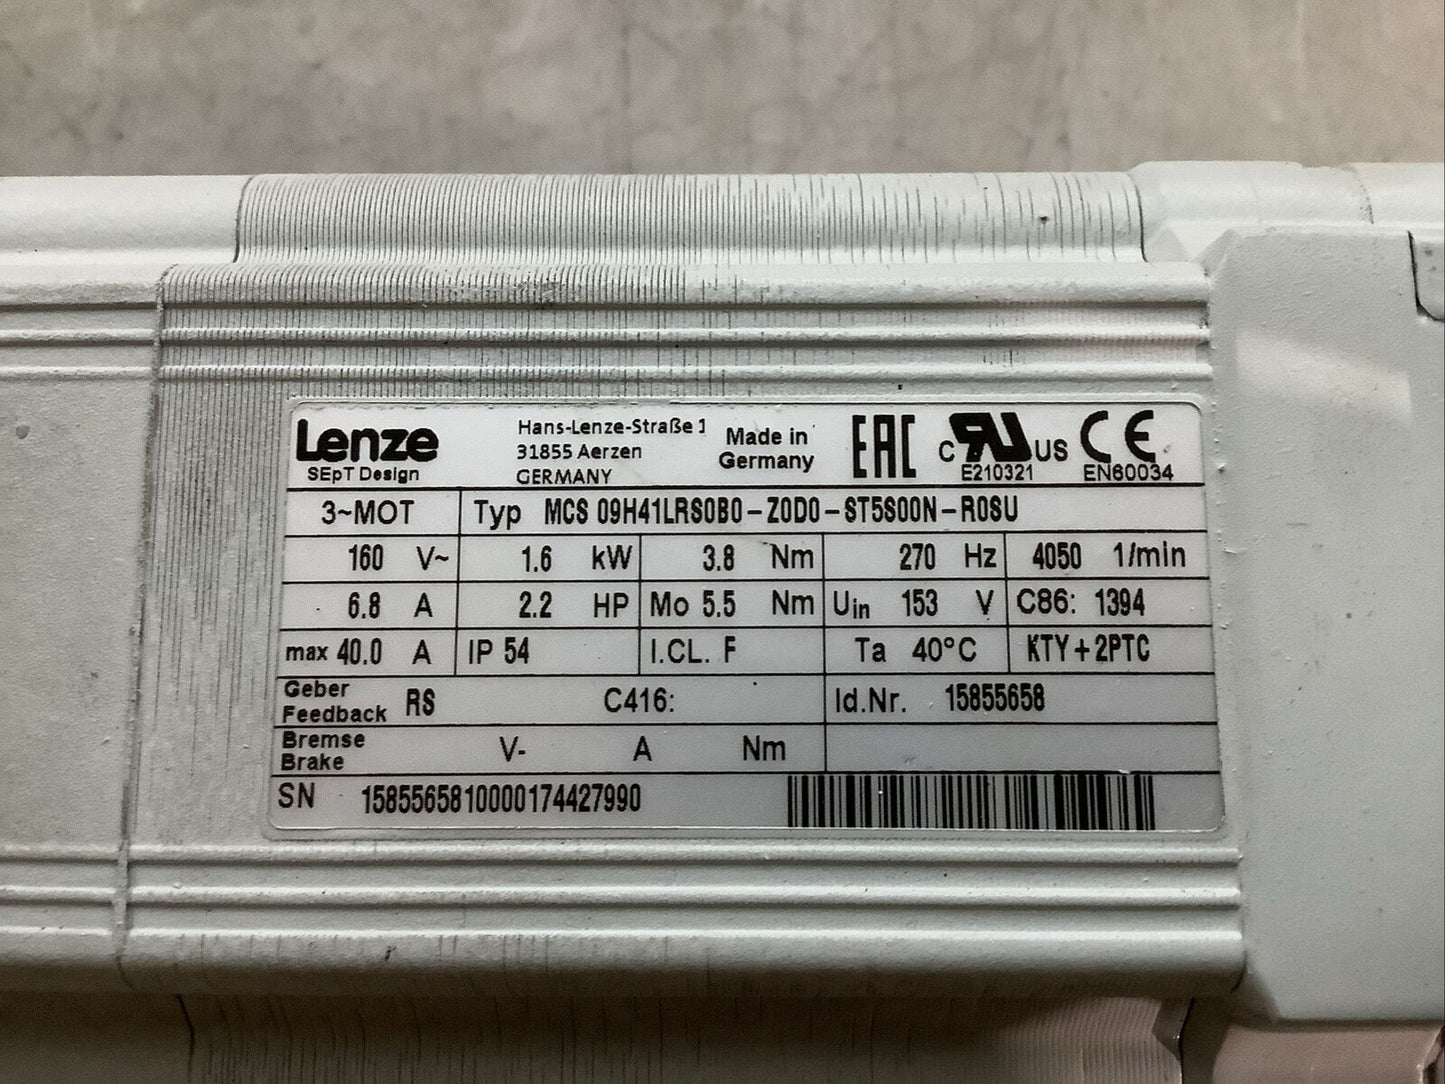 Lenze
SEpT Design
Hans-Lenze-Straße 1
31855 Aerzen
GERMANY
Made in
Germany
EAC
c RU US
E210321
CE
EN60034
3~MOT Typ MCS 09H41LRS0B0-Z0D0-ST5S00N-R0SU
160 V~ 1.6 kW 3.8 Nm 270 Hz 4050 1/min
6.8 A 2.2 HP Mo 5.5 Nm Uin 153 V C86: 1394
max 40.0 A IP 54 I.CL. F Ta 40°C KTY+2PTC
Geber
Feedback RS C416: Id.Nr. 15855658
Bremse
Brake V- A Nm
SN 1585565810000174427990